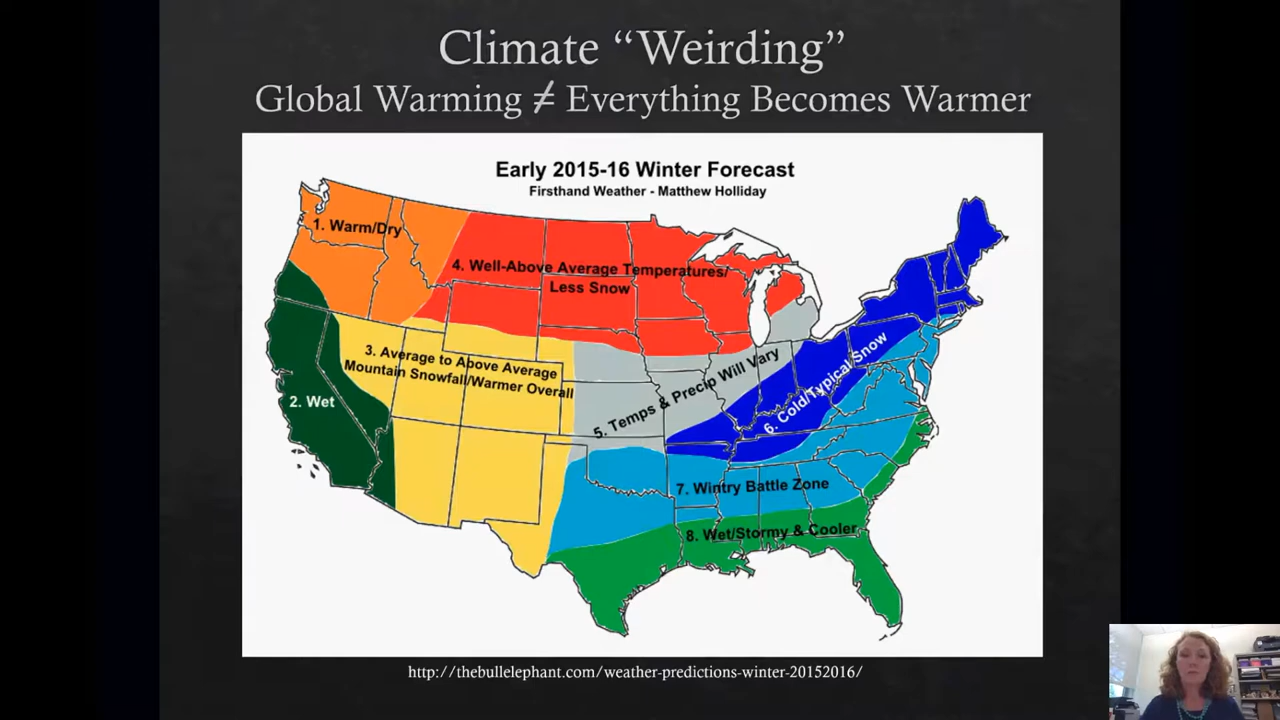 Climate “Weirding”
Global Warming ≠ Everything Becomes Warmer
Early 2015-16 Winter Forecast
Firsthand Weather - Matthew Holliday
1. Warm/Dry
4. Well-Above Average Temperatures/
Less Snow
3. Average to Above Average
Mountain Snowfall/Warmer Overall
2. Wet
5. Temps & Precip Will Vary
6. Cold/Typical Snow
7. Wintry Battle Zone
8. Wet/Stormy & Cooler
http://thebullelephant.com/weather-predictions-winter-20152016/